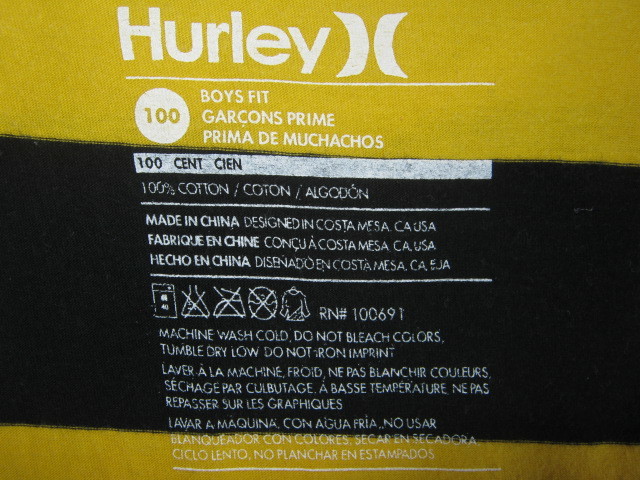 Hurley
100
BOYS FIT
GARÇONS PRIME
PRIMA DE MUCHACHOS
100 CENT CIEN
100% COTTON / COTON / ALGODÓN
MADE IN CHINA DESIGNED IN COSTA MESA, CA USA
FABRIQUE EN CHINE CONÇU À COSTA MESA, CA, USA
HECHO EN CHINA DISEÑADO EN COSTA MESA, CA, EUA
RN# 100691
MACHINE WASH COLD, DO NOT BLEACH COLORS,
TUMBLE DRY LOW DO NOT IRON IMPRINT
LAVER À LA MACHINE, FROID, NE PAS BLANCHIR COULEURS,
SÉCHAGE PAR CULBUTAGE, À BASSE TEMPÉRATURE, NE PAS
REPASSER SUR LES GRAPHIQUES
LAVAR A MÁQUINA, CON AGUA FRÍA, NO USAR
BLANQUEADOR CON COLORES, SECAR EN SECADORA
CICLO LENTO, NO PLANCHAR EN ESTAMPADOS